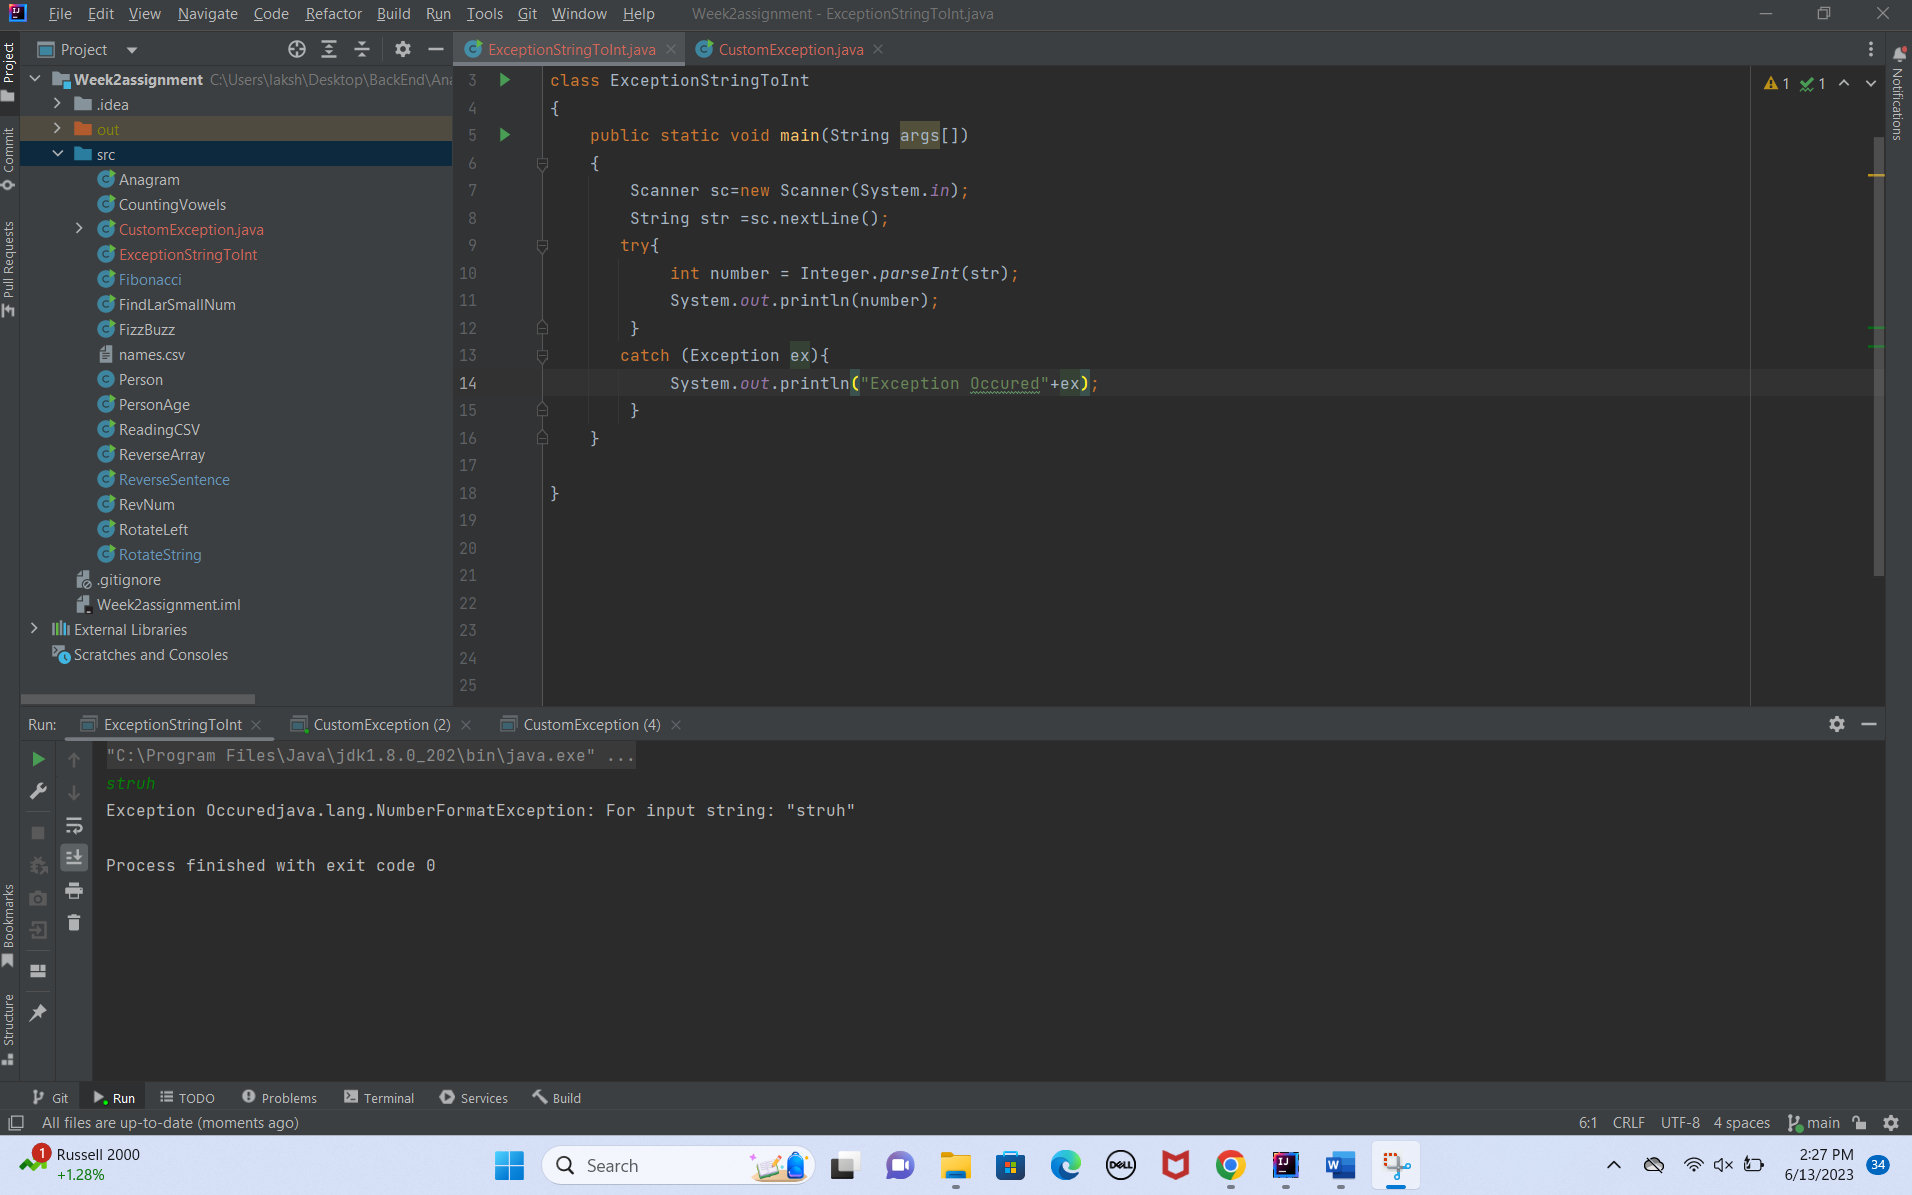 File Edit View Navigate Code Refactor Build Run Tools Git Window Help Week2assignment - ExceptionStringToInt.java
Project
ExceptionStringToInt.java
CustomException.java
Project
Commit
Pull Requests
Bookmarks
Structure
Notifications
Week2assignment C:\Users\laksh\Desktop\BackEnd\Ana
.idea
out
src
Anagram
CountingVowels
CustomException.java
ExceptionStringToInt
Fibonacci
FindLarSmallNum
FizzBuzz
names.csv
Person
PersonAge
ReadingCSV
ReverseArray
ReverseSentence
RevNum
RotateLeft
RotateString
.gitignore
Week2assignment.iml
External Libraries
Scratches and Consoles
1 1
3 class ExceptionStringToInt
4 {
5 public static void main(String args[])
6 {
7 Scanner sc=new Scanner(System.in);
8 String str =sc.nextLine();
9 try{
10 int number = Integer.parseInt(str);
11 System.out.println(number);
12 }
13 catch (Exception ex){
14 System.out.println("Exception Occured"+ex);
15 }
16 }
17
18 }
19
20
21
22
23
24
25
Run: ExceptionStringToInt CustomException (2) CustomException (4)
"C:\Program Files\Java\jdk1.8.0_202\bin\java.exe" ...
struh
Exception Occuredjava.lang.NumberFormatException: For input string: "struh"
Process finished with exit code 0
Git Run TODO Problems Terminal Services Build
All files are up-to-date (moments ago) 6:1 CRLF UTF-8 4 spaces main
1 Russell 2000
+1.28%
Search
DELL
2:27 PM
6/13/2023
34